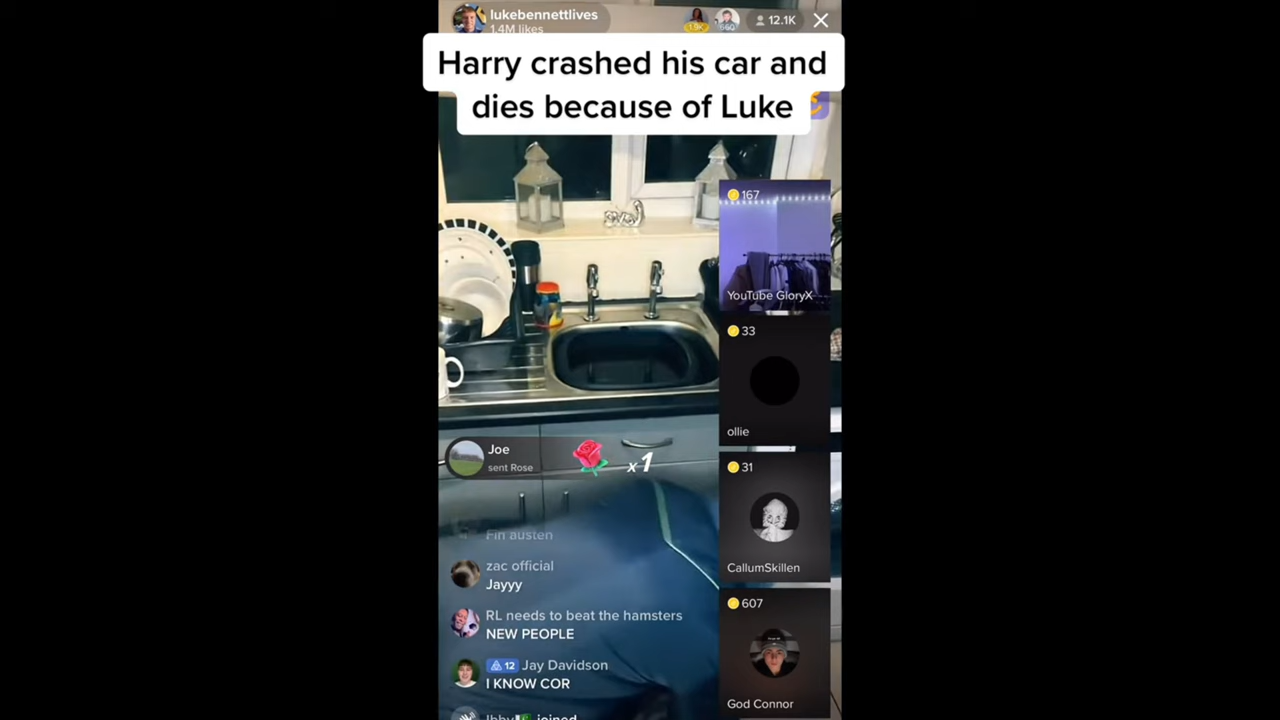 lukebennettlives
1.4M likes
12.1K
Harry crashed his car and
dies because of Luke
167
YouTube GloryX
33
ollie
Joe
sent Rose
x1
31
CallumSkillen
Fin austen
zac official
Jayyy
RL needs to beat the hamsters
NEW PEOPLE
12 Jay Davidson
I KNOW COR
607
God Connor
joined